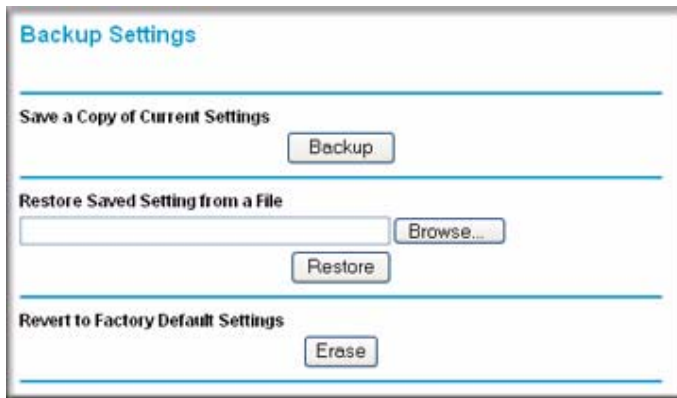 Backup Settings
Save a Copy of Current Settings
Backup
Restore Saved Setting from a File
Browse...
Restore
Revert to Factory Default Settings
Erase